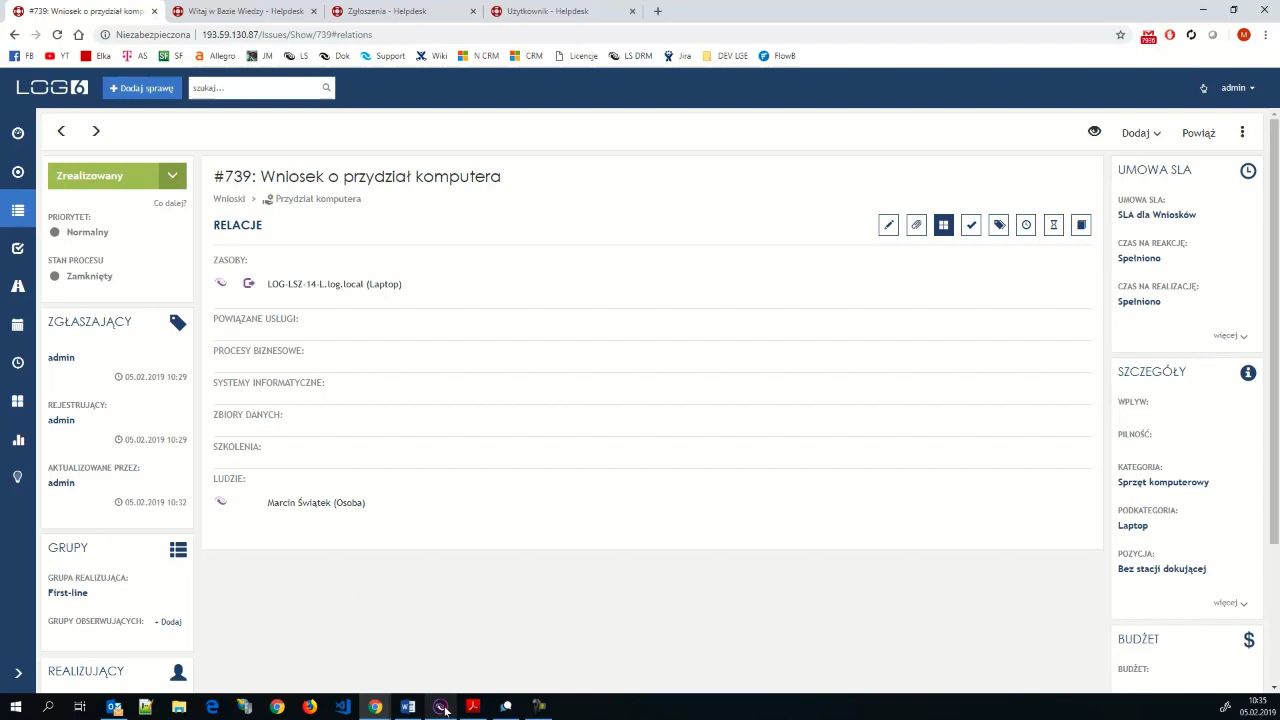 #739: Wniosek o przydział komp
Witaj w Bazie Wiedzy - Helpdesk
Zgłoszenia - Helpdesk
Użytkownik - Helpdesk
Niezabezpieczona 193.59.130.87/Issues/Show/739#relations
7936
M
FB YT Elka AS SF Allegro JM LS Dok Support Wiki N CRM CRM Licencje LS DRM Jira DEV LGE FlowB
LOG6
+ Dodaj sprawę
szukaj...
admin
Dodaj
Powiąż
Zrealizowany
Co dalej?
PRIORYTET:
Normalny
STAN PROCESU
Zamknięty
ZGŁASZAJĄCY
admin
05.02.2019 10:29
REJESTRUJĄCY:
admin
05.02.2019 10:29
AKTUALIZOWANE PRZEZ:
admin
05.02.2019 10:32
GRUPY
GRUPA REALIZUJĄCA:
First-line
GRUPY OBSERWUJĄCYCH: + Dodaj
REALIZUJĄCY
#739: Wniosek o przydział komputera
Wnioski > Przydział komputera
RELACJE
ZASOBY:
LOG-LSZ-14-L.log.local (Laptop)
POWIĄZANE USŁUGI:
PROCESY BIZNESOWE:
SYSTEMY INFORMATYCZNE:
ZBIORY DANYCH:
SZKOLENIA:
LUDZIE:
Marcin Świątek (Osoba)
UMOWA SLA
UMOWA SLA:
SLA dla Wniosków
CZAS NA REAKCJĘ:
Spełniono
CZAS NA REALIZACJĘ:
Spełniono
więcej
SZCZEGÓŁY
WPŁYW:
PILNOŚĆ:
KATEGORIA:
Sprzęt komputerowy
PODKATEGORIA:
Laptop
POZYCJA:
Bez stacji dokującej
więcej
BUDŻET
BUDŻET:
10:35
05.02.2019